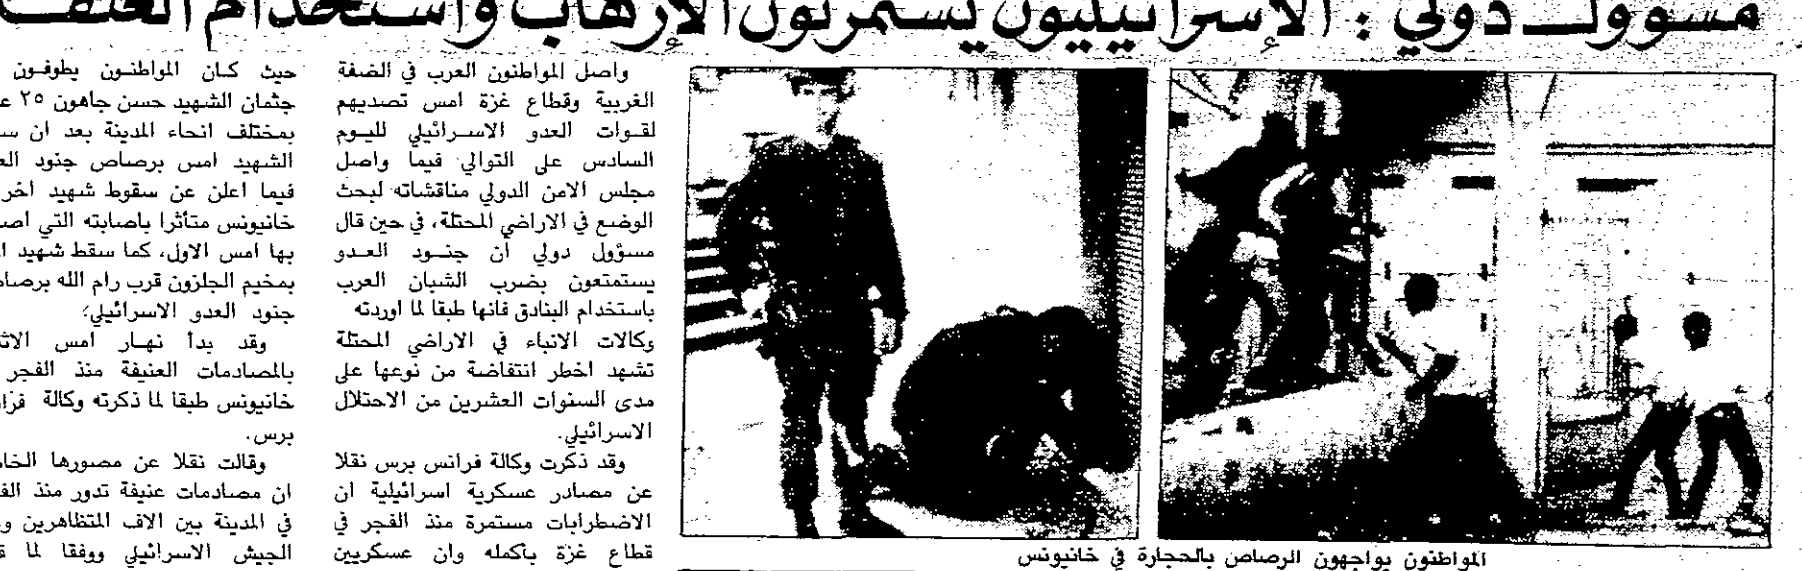 مسؤول دولي : الإسرائيليون يستمرئون الإرهاب واستخدام العنف
واصل المواطنون العرب في الضفة
الغربية وقطاع غزة امس تصديهم
لقوات العدو الاسرائيلي لليوم
السادس على التوالي فيما واصل
مجلس الامن الدولي مناقشاته لبحث
الوضع في الاراضي المحتلة، في حين قال
مسؤول دولي ان جنود العدو
يستمتعون بضرب الشبان العرب
باستخدام البنادق فانها طبقا لما اوردته
وكالات الانباء في الاراضي المحتلة
تشهد اخطر انتفاضة من نوعها على
مدى السنوات العشرين من الاحتلال
الاسرائيلي.
وقد ذكرت وكالة فرانس برس نقلا
عن مصادر عسكرية اسرائيلية ان
الاضطرابات مستمرة منذ الفجر في
قطاع غزة باكمله وان عسكريين
حيث كان المواطنون يطوفون
جثمان الشهيد حسن جاهون ٢٥
بمختلف انحاء المدينة بعد ان
الشهيد امس برصاص جنود
فيما اعلن عن سقوط شهيد اخر
خانيونس متأثرا باصابته التي
بها امس الاول، كما سقط شهيد
بمخيم الجلزون قرب رام الله
جنود العدو الاسرائيلي؛
وقد بدأ نهار امس
بالمصادمات العنيفة منذ الفجر
خانيونس طبقا لما ذكرته وكالة
برس.
وقالت نقلا عن مصورها
ان مصادمات عنيفة تدور منذ
في المدينة بين الاف المتظاهرين
الجيش الاسرائيلي ووفقا لما
المواطنون يواجهون الرصاص بالحجارة في خانيونس